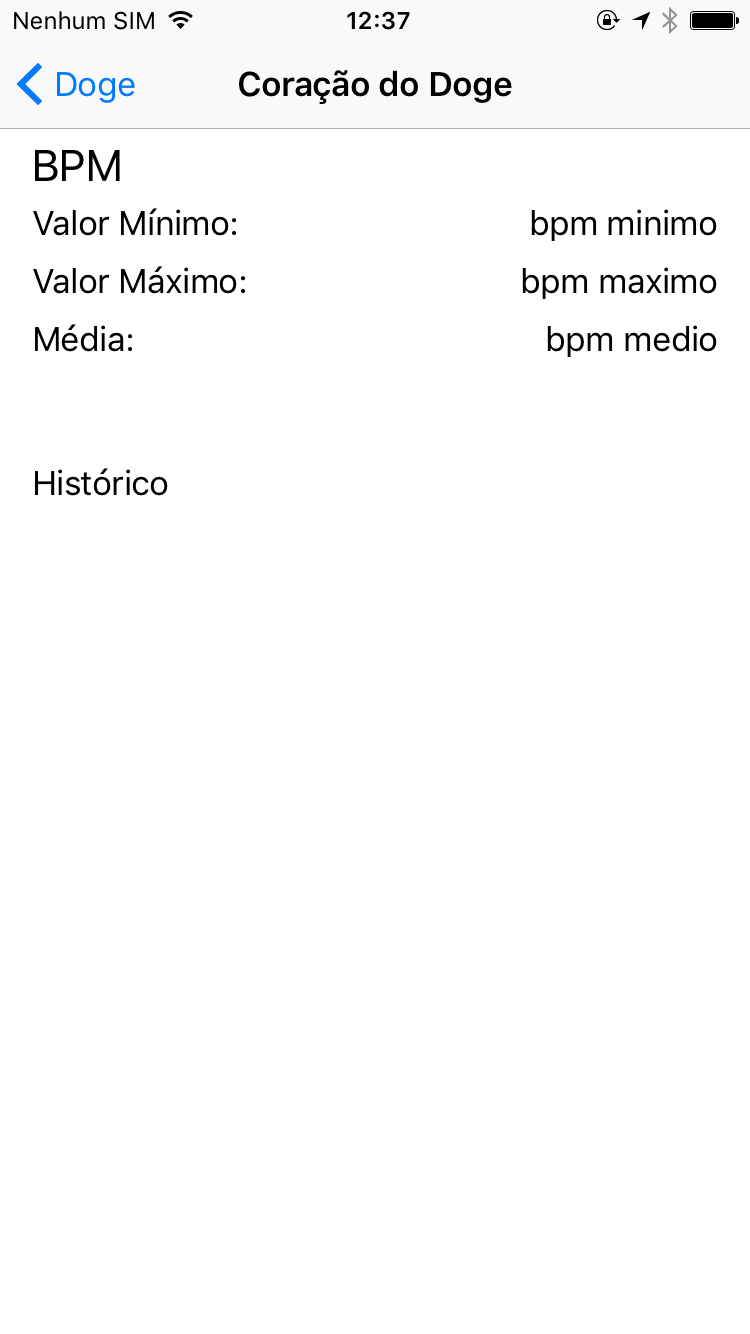 Nenhum SIM 12:37
Doge Coração do Doge
BPM
Valor Mínimo: bpm minimo
Valor Máximo: bpm maximo
Média: bpm medio
Histórico